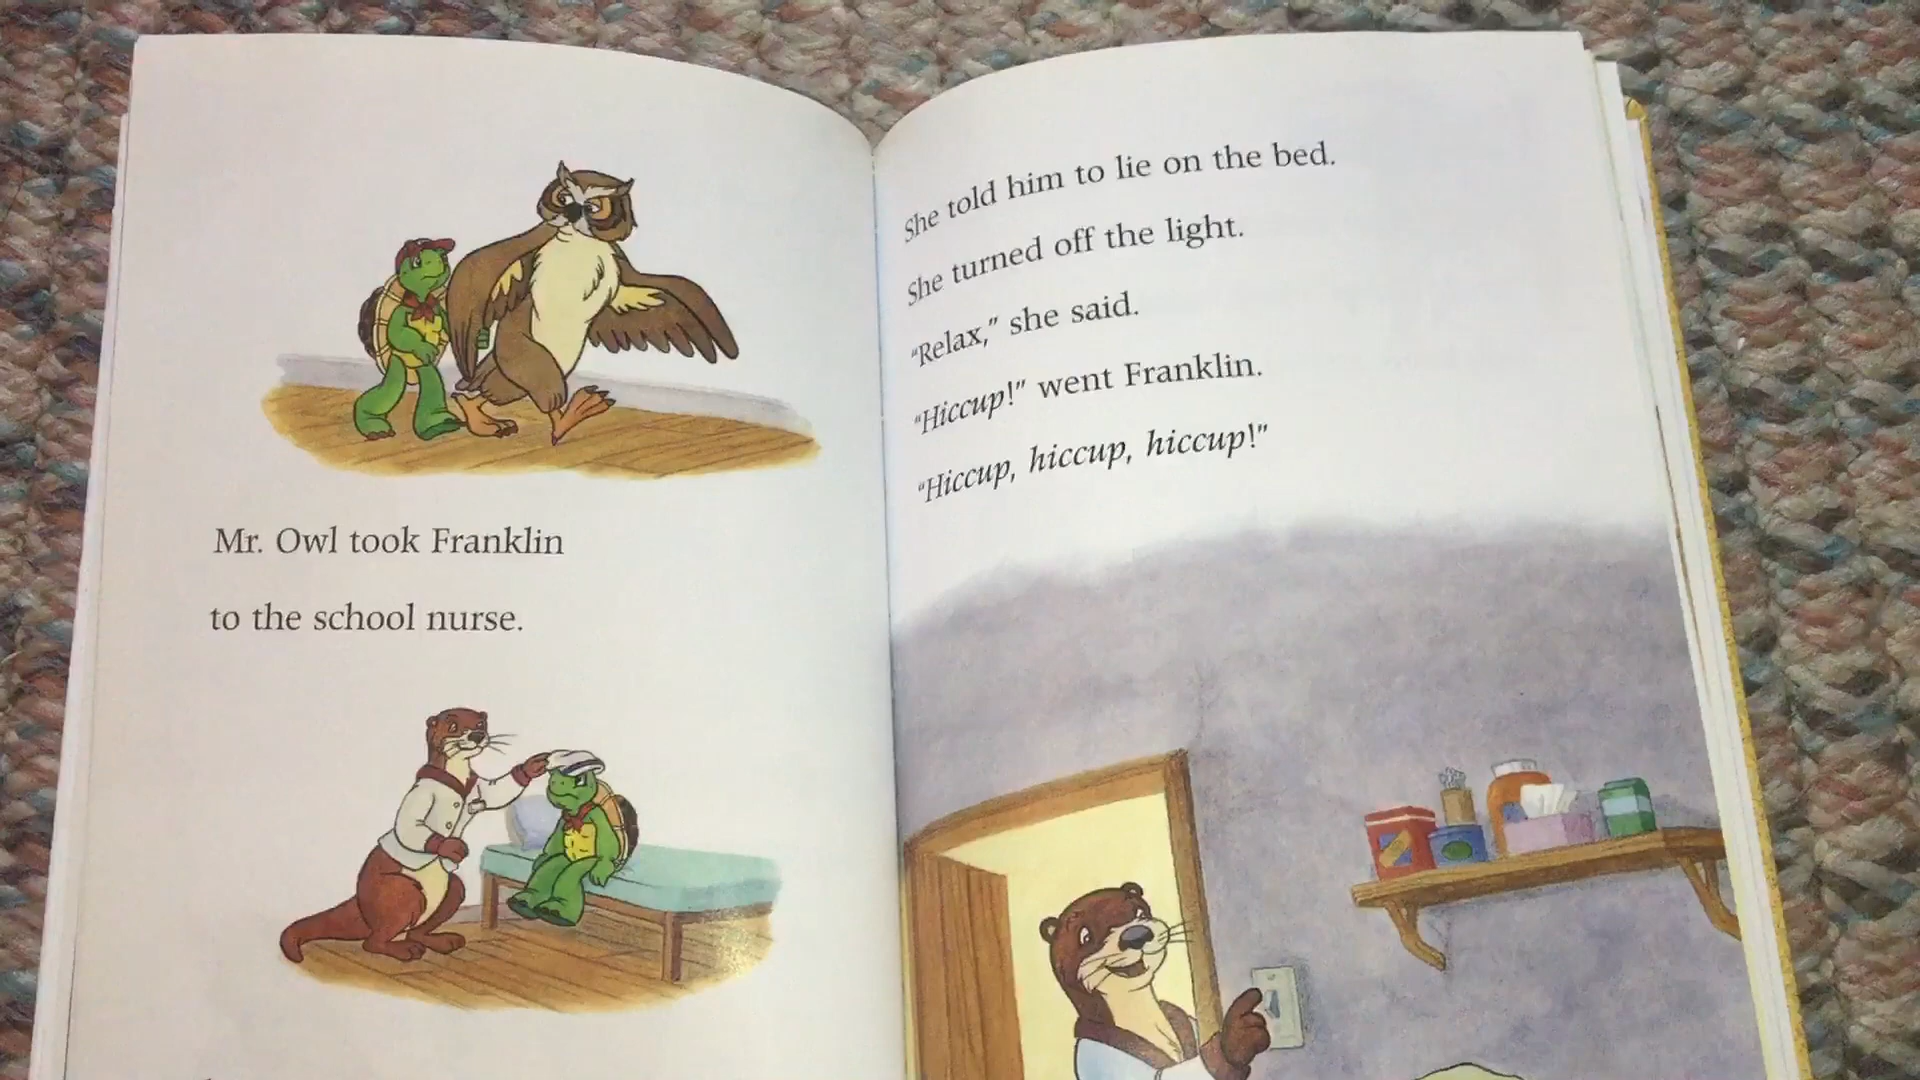 Mr. Owl took Franklin
to the school nurse.
She told him to lie on the bed.
She turned off the light.
"Relax," she said.
"Hiccup!" went Franklin.
"Hiccup, hiccup, hiccup!"